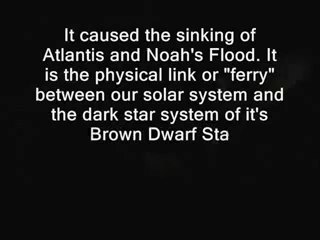 It caused the sinking of
Atlantis and Noah's Flood. It
is the physical link or "ferry"
between our solar system and
the dark star system of it's
Brown Dwarf Sta